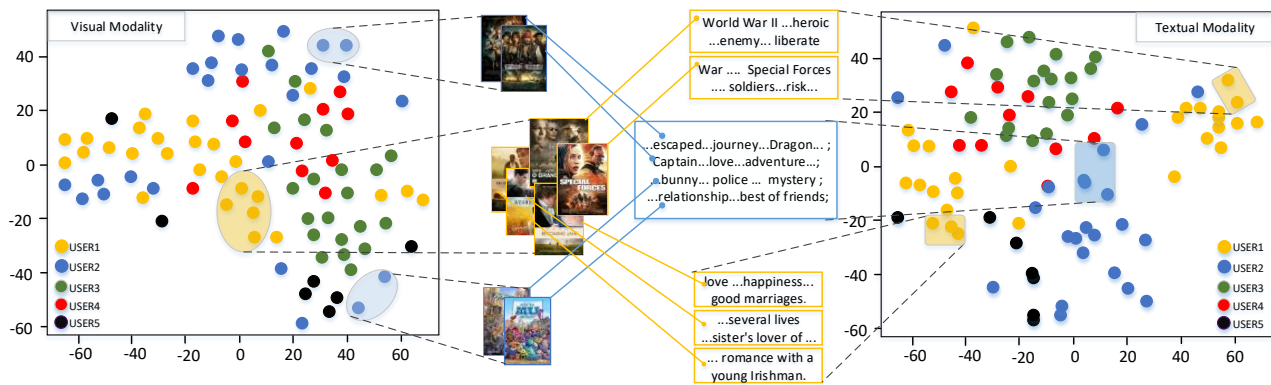 Visual Modality
40
20
0
-20
-40
-60
-60
-40
-20
0
20
40
60
USER1
USER2
USER3
USER4
USER5
SPECIAL
FORCES
World War II ...heroic
...enemy... liberate
War .... Special Forces
.... soldiers...risk...
...escaped...journey...Dragon... ;
Captain...love...adventure...;
...bunny... police ... mystery ;
...relationship...best of friends;
love ...happiness...
good marriages.
...several lives
...sister's lover of ...
... romance with a
young Irishman.
Textual Modality
40
20
0
-20
-40
-60
-60
-40
-20
0
20
40
60
USER1
USER2
USER3
USER4
USER5